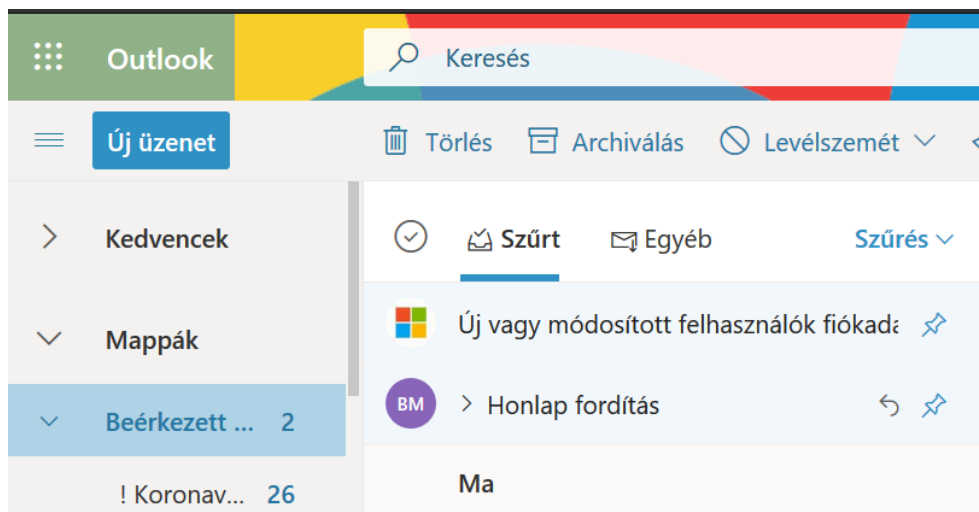 Outlook
Keresés
Új üzenet
Törlés
Archiválás
Levélszemét
Kedvencek
Szűrt
Egyéb
Szűrés
Mappák
Új vagy módosított felhasználók
Beérkezett ... 2
BM
Honlap fordítás
! Koronav... 26
Ma